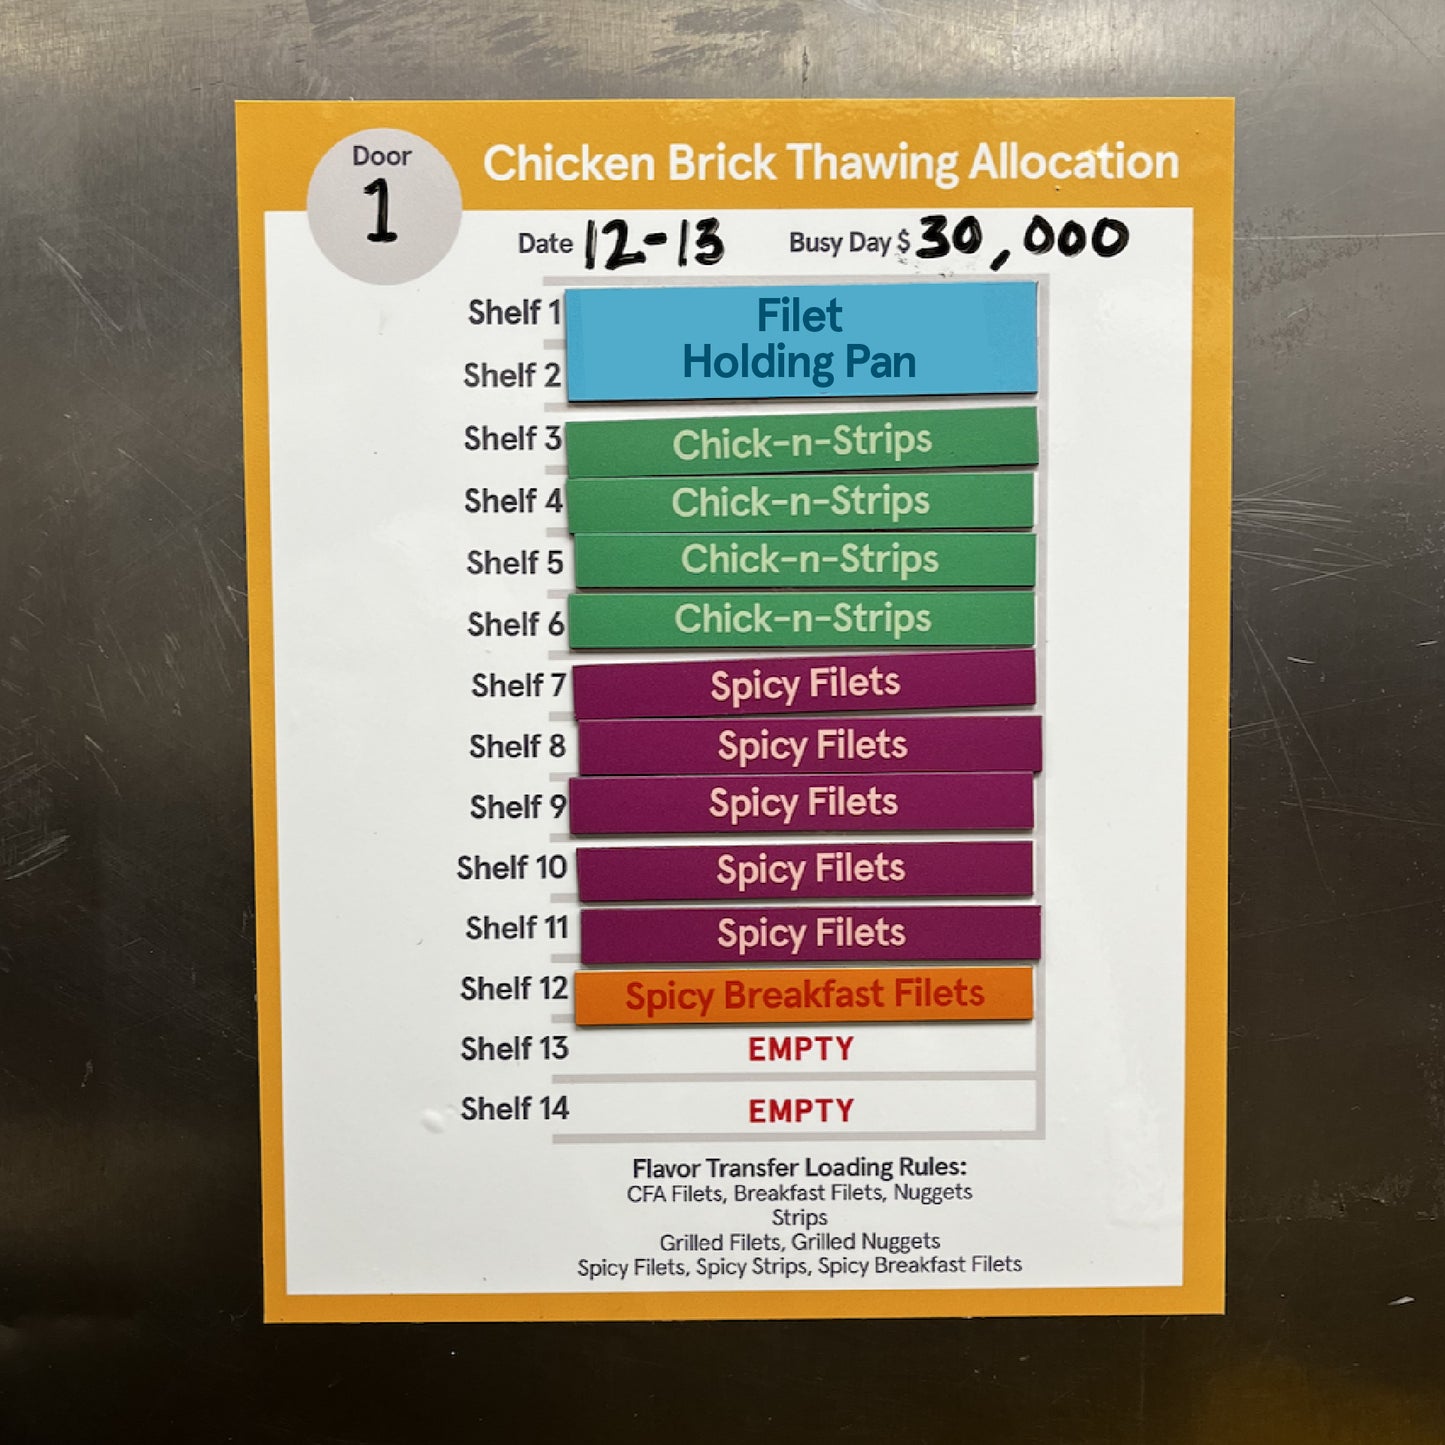 Door
1
Chicken Brick Thawing Allocation
Date 12-13 Busy Day $ 30,000
Shelf 1
Filet
Holding Pan
Shelf 2
Shelf 3 Chick-n-Strips
Shelf 4 Chick-n-Strips
Shelf 5 Chick-n-Strips
Shelf 6 Chick-n-Strips
Shelf 7 Spicy Filets
Shelf 8 Spicy Filets
Shelf 9 Spicy Filets
Shelf 10 Spicy Filets
Shelf 11 Spicy Filets
Shelf 12 Spicy Breakfast Filets
Shelf 13 EMPTY
Shelf 14 EMPTY
Flavor Transfer Loading Rules:
CFA Filets, Breakfast Filets, Nuggets
Strips
Grilled Filets, Grilled Nuggets
Spicy Filets, Spicy Strips, Spicy Breakfast Filets